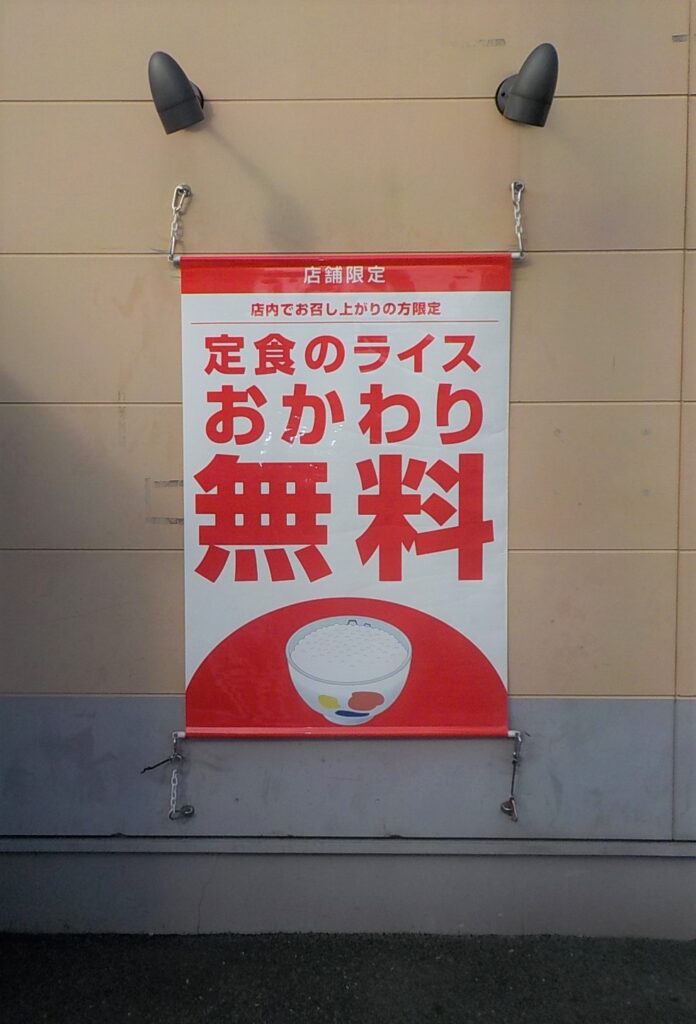 店舗限定
店内でお召し上がりの方限定
定食のライス
おかわり
無料